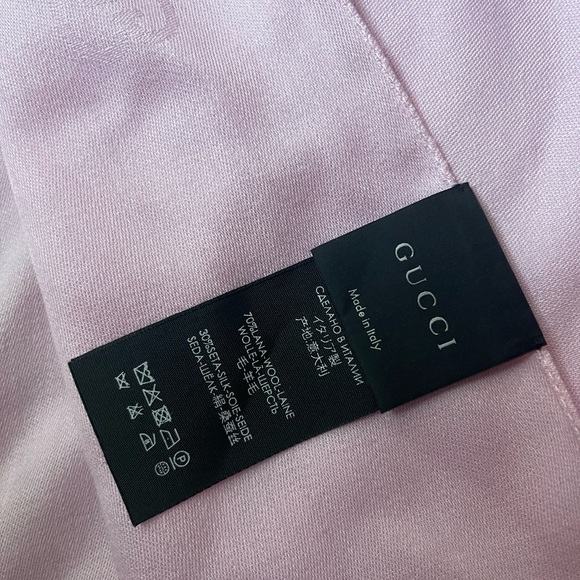 GUCCI
Made in Italy
СДЕЛАНО В ИТАЛИИ
イタリア製
产地:意大利
70%LANA-WOOL-LAINE
WOLLE-LÃ-ШЕРСТЬ
毛-羊毛
30%SETA-SILK-SOIE-SEIDE
SEDA-ШЕЛК-絹-桑蚕丝
P